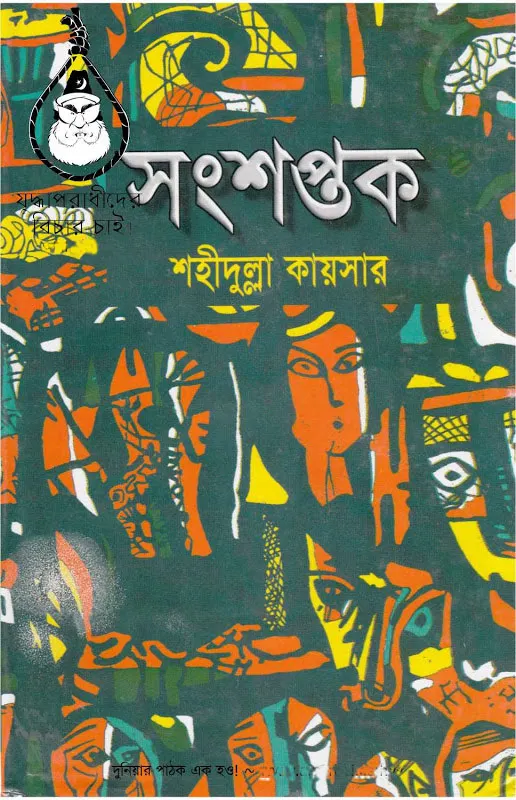 সংশপ্তক
যুদ্ধাপরাধীদের
বিচার চাই।
শহীদুল্লা কায়সার
দুনিয়ার পাঠক এক হও! ~